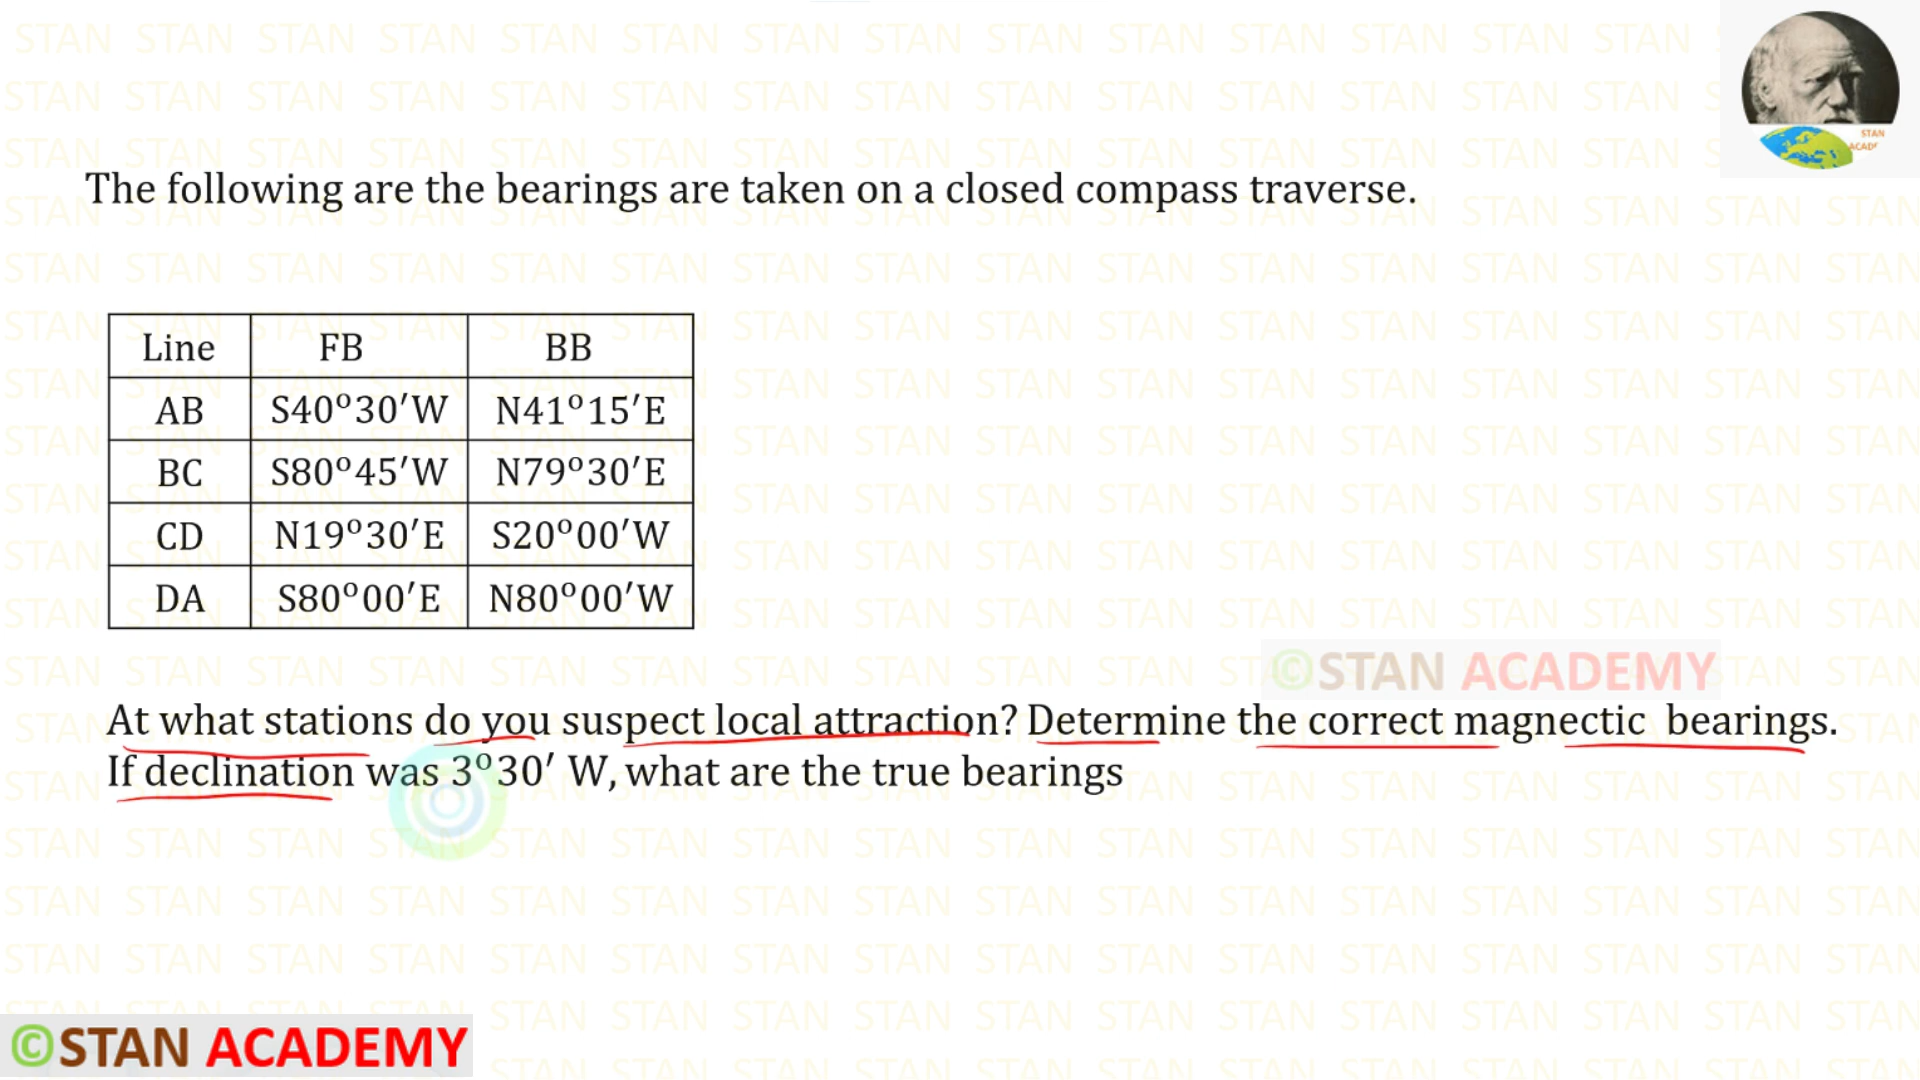 The following are the bearings are taken on a closed compass traverse.
Line FB BB
AB S40°30′W N41°15′E
BC S80°45′W N79°30′E
CD N19°30′E S20°00′W
DA S80°00′E N80°00′W
©STAN ACADEMY
At what stations do you suspect local attraction? Determine the correct magnectic bearings.
If declination was 3°30′ W, what are the true bearings
©STAN ACADEMY
STAN